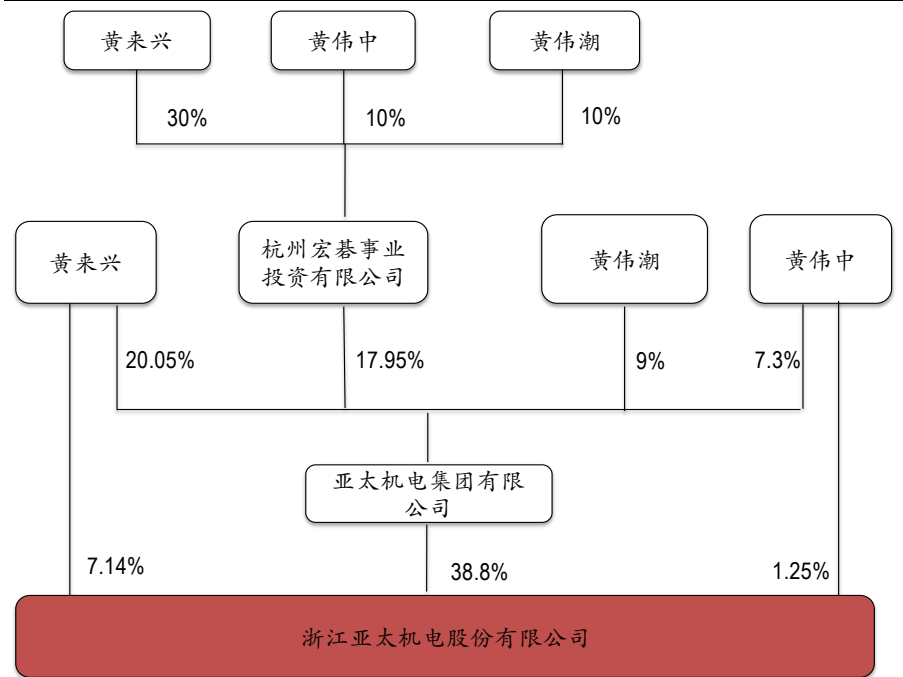 黄来兴
黄伟中
黄伟潮
30%
10%
10%
黄来兴
杭州宏碁事业
投资有限公司
黄伟潮
黄伟中
20.05%
17.95%
9%
7.3%
亚太机电集团有限
公司
7.14%
38.8%
1.25%
浙江亚太机电股份有限公司